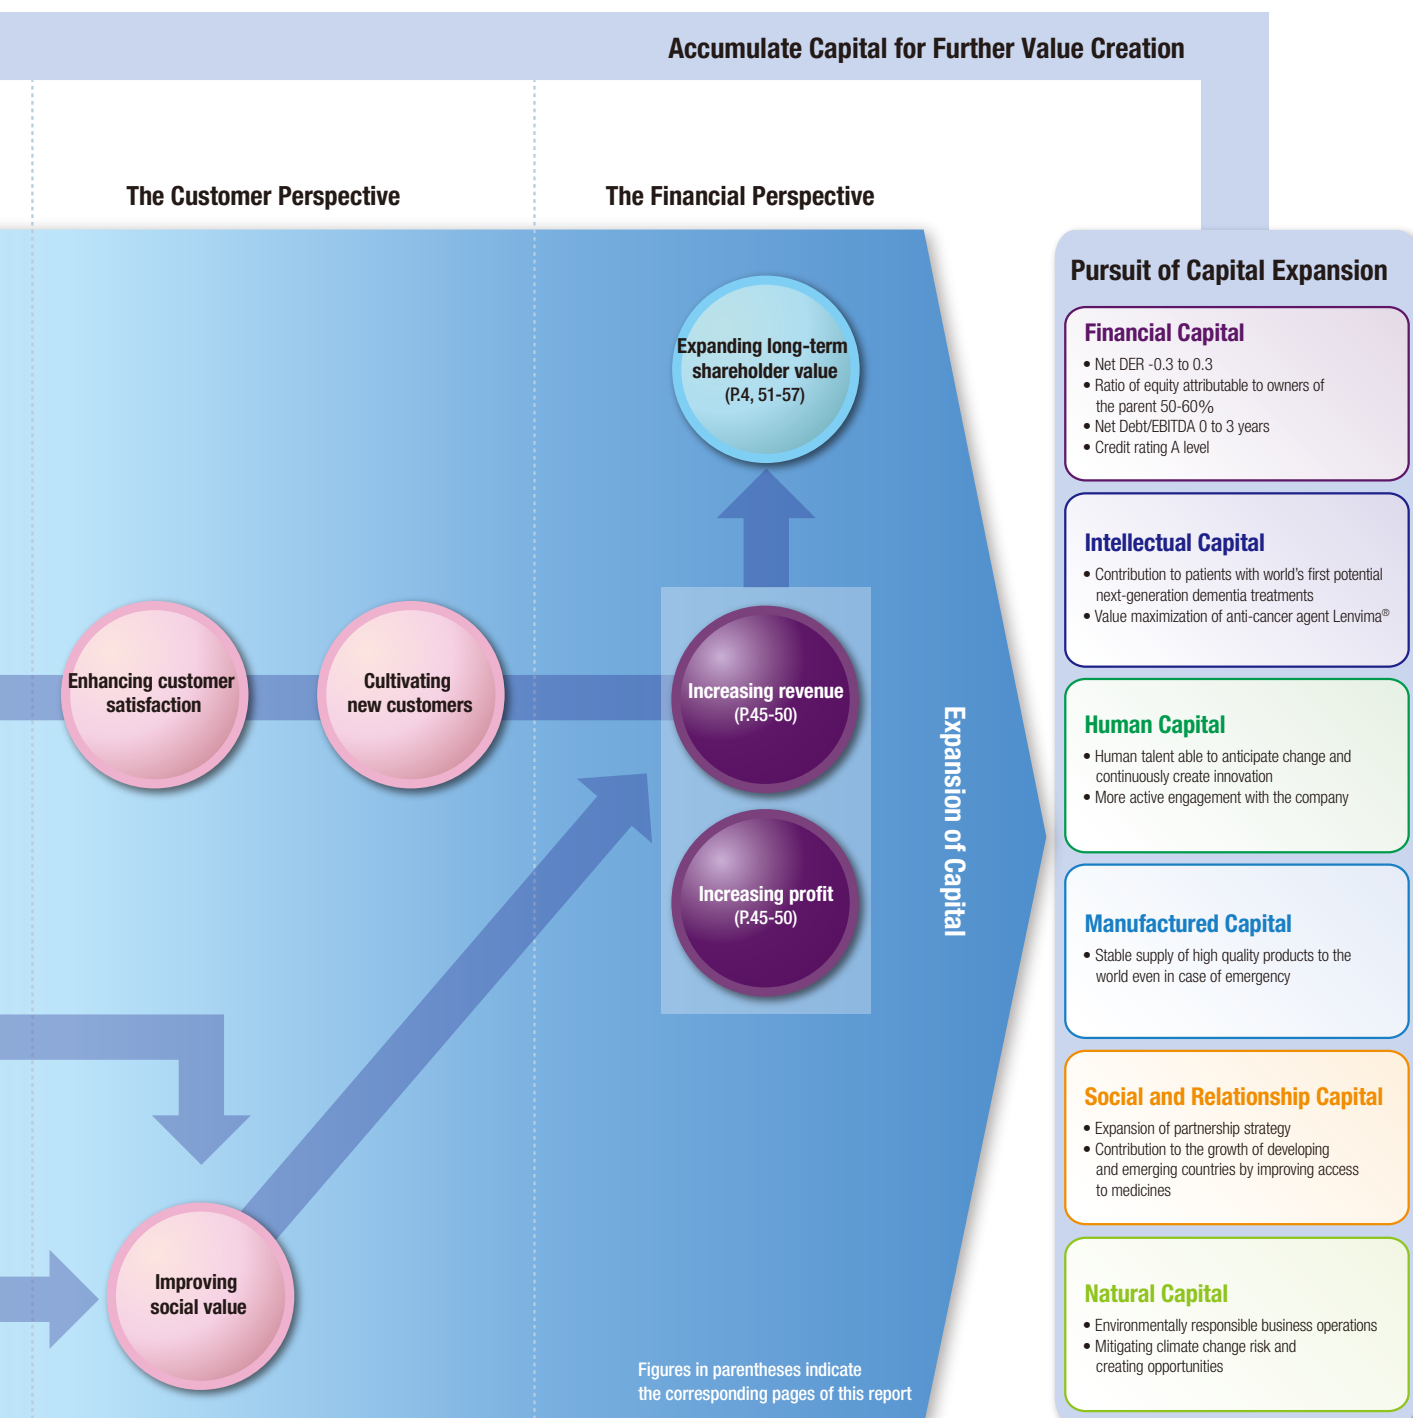 Accumulate Capital for Further Value Creation
The Customer Perspective
The Financial Perspective
Expanding long-term
shareholder value
(P.4, 51-57)
Enhancing customer
satisfaction
Cultivating
new customers
Increasing revenue
(P.45-50)
Increasing profit
(P.45-50)
Improving
social value
Expansion of Capital
Figures in parentheses indicate
the corresponding pages of this report
Pursuit of Capital Expansion
Financial Capital
• Net DER -0.3 to 0.3
• Ratio of equity attributable to owners of
the parent 50-60%
• Net Debt/EBITDA 0 to 3 years
• Credit rating A level
Intellectual Capital
• Contribution to patients with world's first potential
next-generation dementia treatments
• Value maximization of anti-cancer agent Lenvima®
Human Capital
• Human talent able to anticipate change and
continuously create innovation
• More active engagement with the company
Manufactured Capital
• Stable supply of high quality products to the
world even in case of emergency
Social and Relationship Capital
• Expansion of partnership strategy
• Contribution to the growth of developing
and emerging countries by improving access
to medicines
Natural Capital
• Environmentally responsible business operations
• Mitigating climate change risk and
creating opportunities